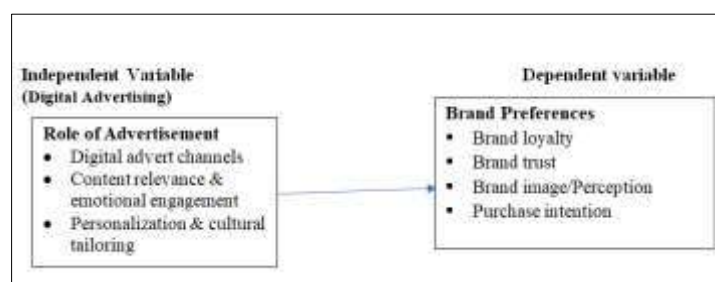 Independent Variable
(Digital Advertising)
Role of Advertisement
• Digital advert channels
• Content relevance &
emotional engagement
• Personalization & cultural
tailoring
Dependent variable
Brand Preferences
▪ Brand loyalty
▪ Brand trust
▪ Brand image/Perception
▪ Purchase intention